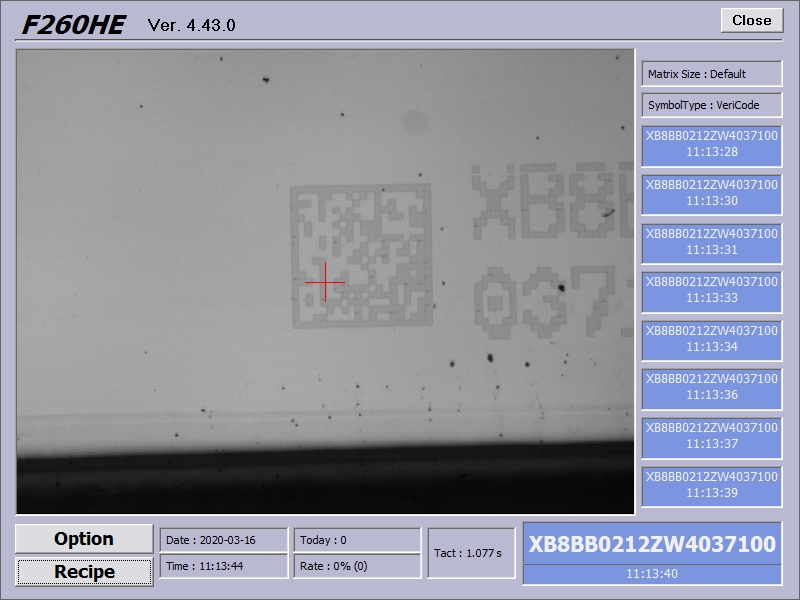 F260HE Ver. 4.43.0
Close
Matrix Size : Default
SymbolType : VeriCode
XB8BB0212ZW4037100
11:13:28
XB8BB0212ZW4037100
11:13:30
XB8BB0212ZW4037100
11:13:31
XB8BB0212ZW4037100
11:13:33
XB8BB0212ZW4037100
11:13:34
XB8BB0212ZW4037100
11:13:36
XB8BB0212ZW4037100
11:13:37
XB8BB0212ZW4037100
11:13:39
XB8B
037
Option
Recipe
Date : 2020-03-16
Time : 11:13:44
Today : 0
Rate : 0% (0)
Tact : 1.077 s
XB8BB0212ZW4037100
11:13:40